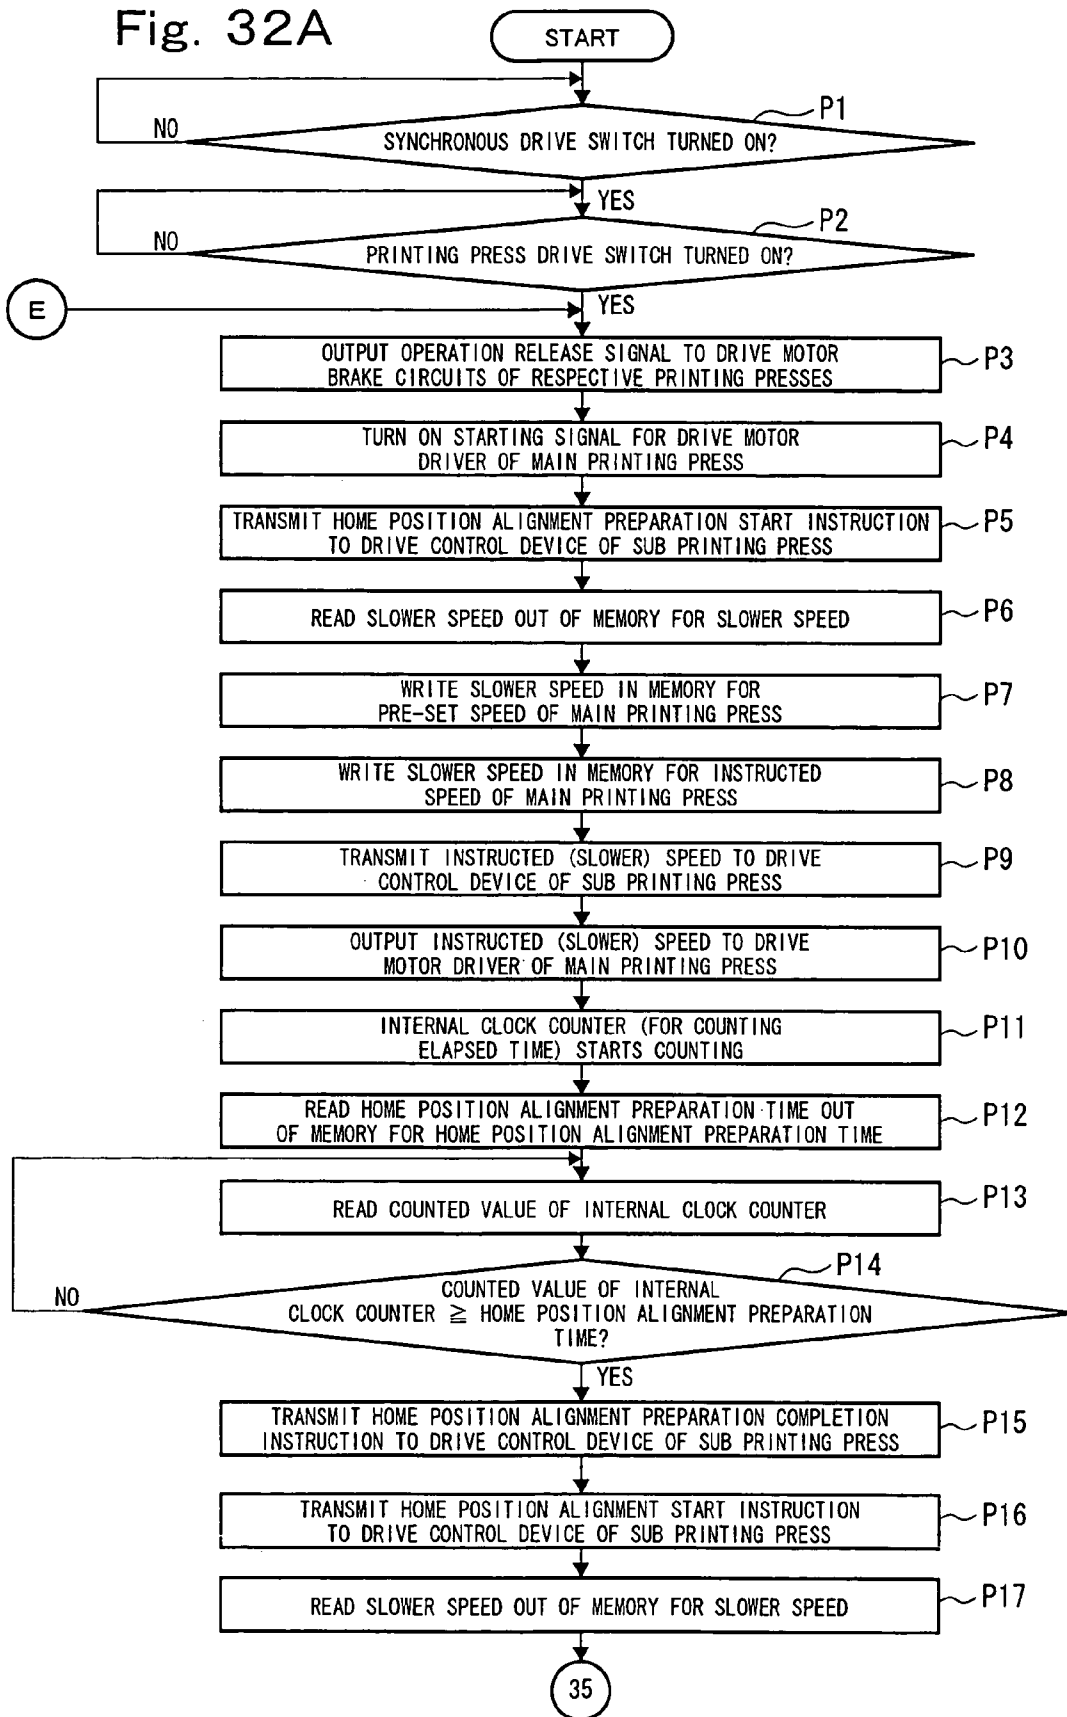 Fig. 32A
START
P1
NO
SYNCHRONOUS DRIVE SWITCH TURNED ON?
YES
P2
NO
PRINTING PRESS DRIVE SWITCH TURNED ON?
E
YES
OUTPUT OPERATION RELEASE SIGNAL TO DRIVE MOTOR
BRAKE CIRCUITS OF RESPECTIVE PRINTING PRESSES
P3
TURN ON STARTING SIGNAL FOR DRIVE MOTOR
DRIVER OF MAIN PRINTING PRESS
P4
TRANSMIT HOME POSITION ALIGNMENT PREPARATION START INSTRUCTION
TO DRIVE CONTROL DEVICE OF SUB PRINTING PRESS
P5
READ SLOWER SPEED OUT OF MEMORY FOR SLOWER SPEED
P6
WRITE SLOWER SPEED IN MEMORY FOR
PRE-SET SPEED OF MAIN PRINTING PRESS
P7
WRITE SLOWER SPEED IN MEMORY FOR INSTRUCTED
SPEED OF MAIN PRINTING PRESS
P8
TRANSMIT INSTRUCTED (SLOWER) SPEED TO DRIVE
CONTROL DEVICE OF SUB PRINTING PRESS
P9
OUTPUT INSTRUCTED (SLOWER) SPEED TO DRIVE
MOTOR DRIVER OF MAIN PRINTING PRESS
P10
INTERNAL CLOCK COUNTER (FOR COUNTING
ELAPSED TIME) STARTS COUNTING
P11
READ HOME POSITION ALIGNMENT PREPARATION TIME OUT
OF MEMORY FOR HOME POSITION ALIGNMENT PREPARATION TIME
P12
READ COUNTED VALUE OF INTERNAL CLOCK COUNTER
P13
P14
NO
COUNTED VALUE OF INTERNAL
CLOCK COUNTER ≧ HOME POSITION ALIGNMENT PREPARATION
TIME?
YES
TRANSMIT HOME POSITION ALIGNMENT PREPARATION COMPLETION
INSTRUCTION TO DRIVE CONTROL DEVICE OF SUB PRINTING PRESS
P15
TRANSMIT HOME POSITION ALIGNMENT START INSTRUCTION
TO DRIVE CONTROL DEVICE OF SUB PRINTING PRESS
P16
READ SLOWER SPEED OUT OF MEMORY FOR SLOWER SPEED
P17
35